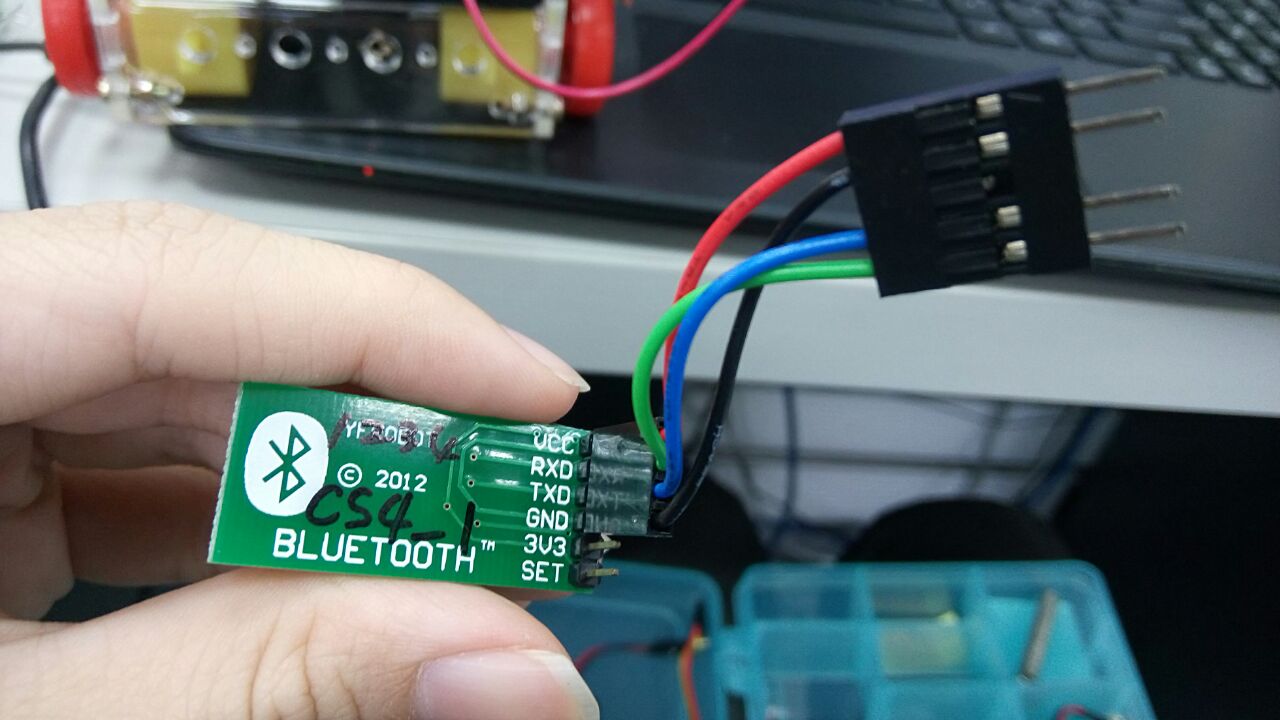 YFROBOT
© 2012
CS4_1
BLUETOOTH™
VCC
RXD
TXD
GND
3V3
SET